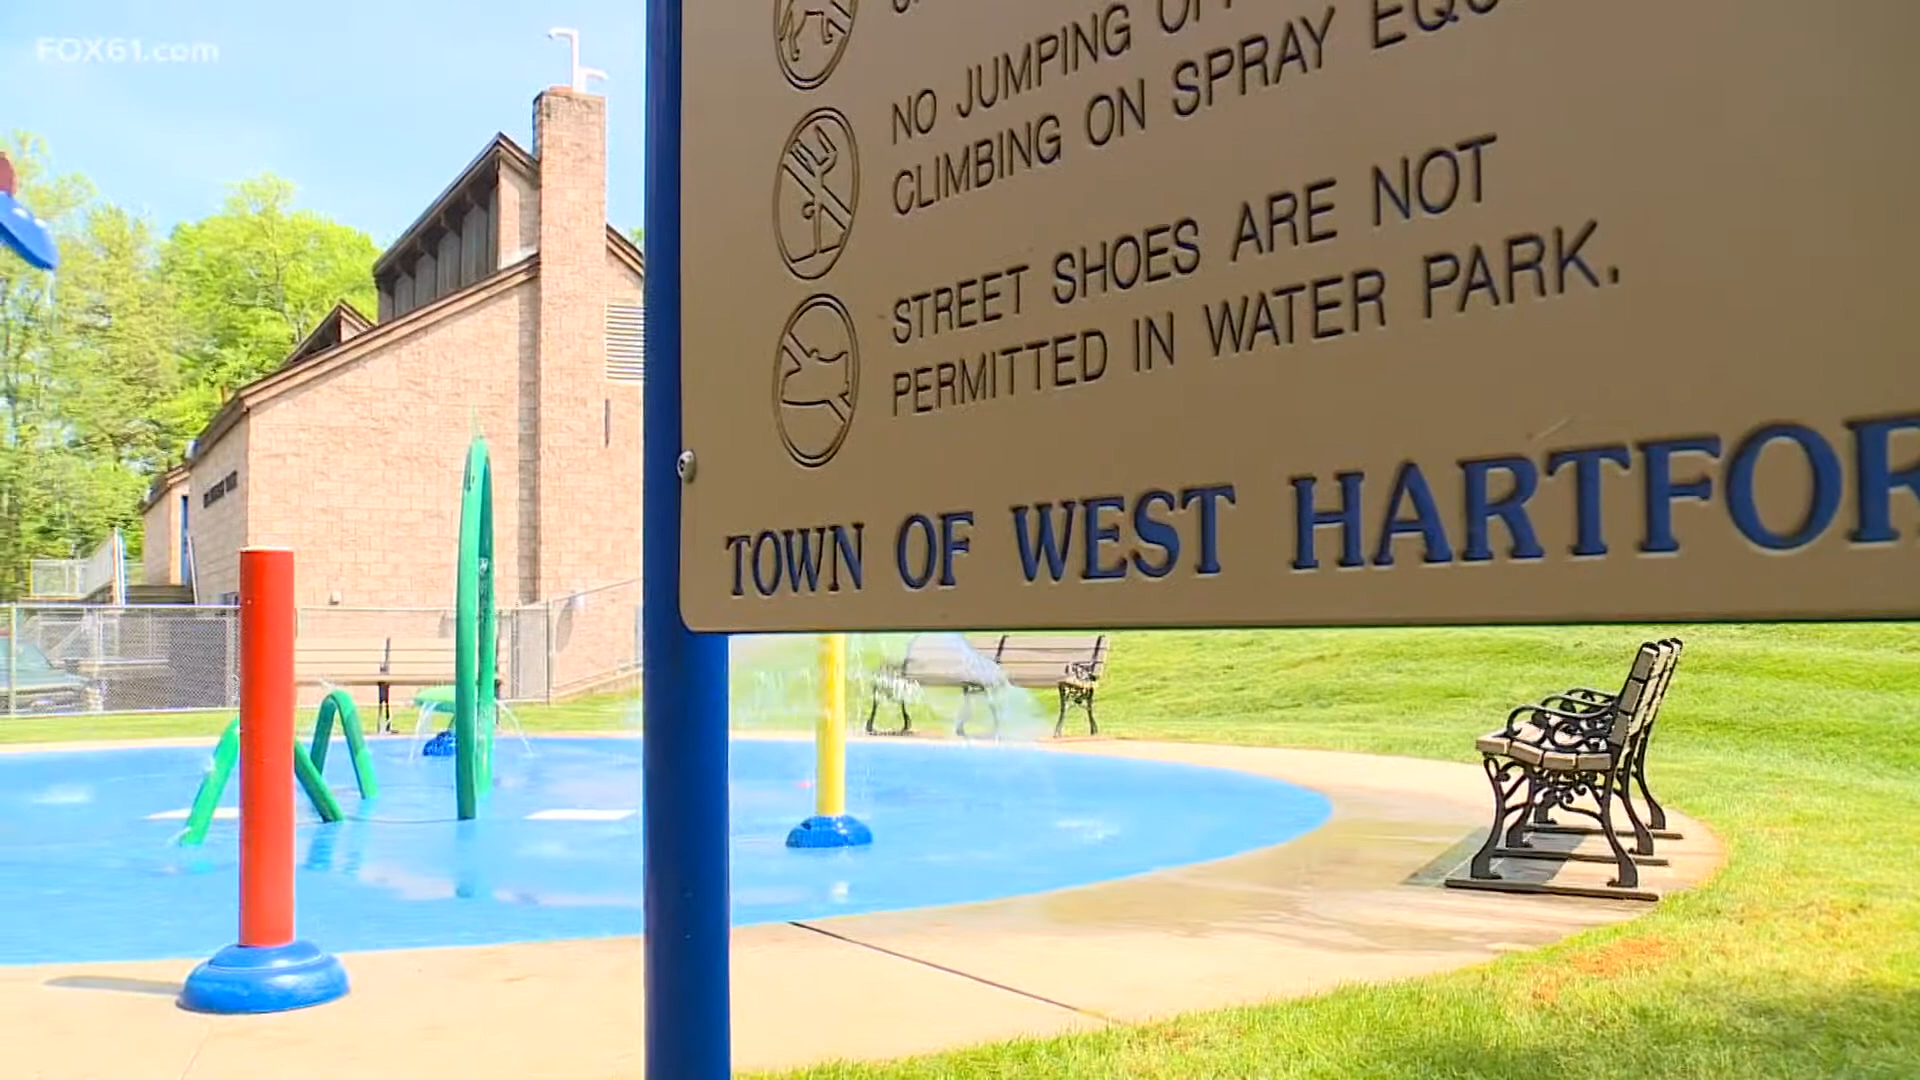 FOX61.com
NO JUMPING
CLIMBING ON SPRAY
STREET SHOES ARE NOT
PERMITTED IN WATER PARK.
TOWN OF WEST HARTFOR